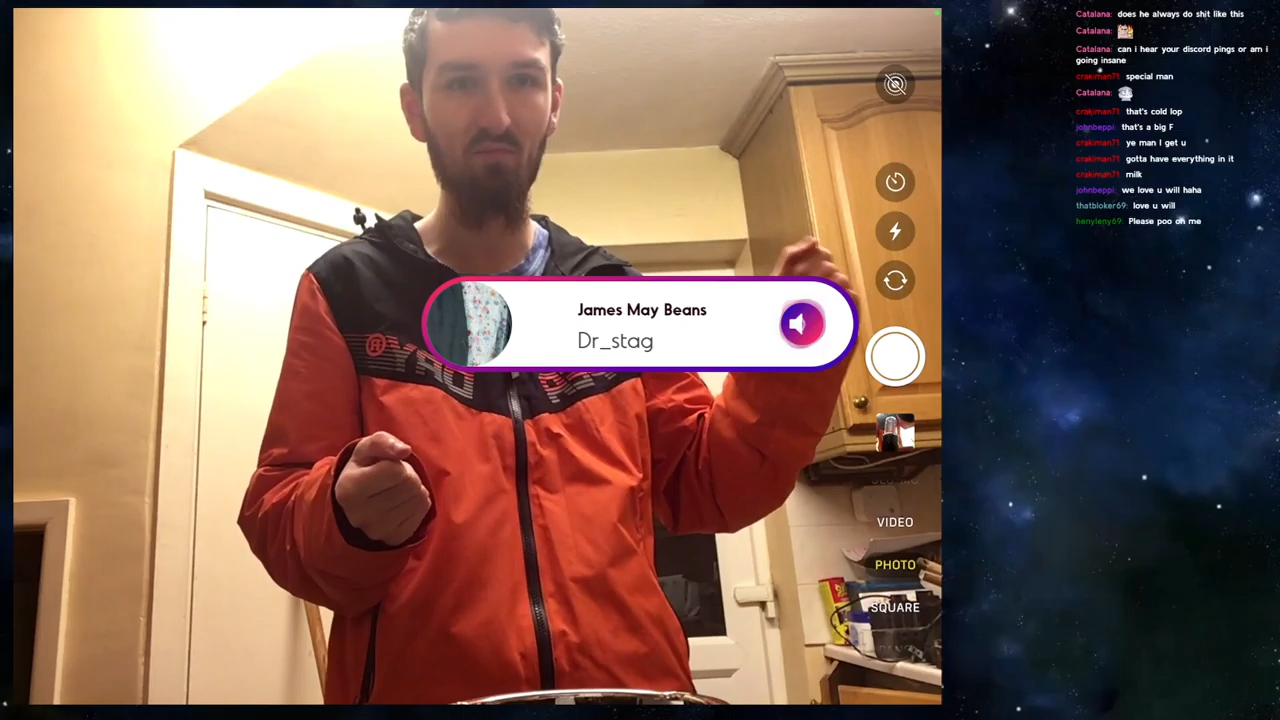 James May Beans
Dr_stag
VIDEO
PHOTO
SQUARE
Catalana: does he always do shit like this
Catalana:
Catalana: can i hear your discord pings or am i
going insane
crakiman71: special man
Catalana:
crakiman71: that's cold lop
johnbeppi: that's a big F
crakiman71: ye man I get u
crakiman71: gotta have everything in it
crakiman71: milk
johnbeppi: we love u will haha
thatbloker69: love u will
henyleny69: Please poo on me